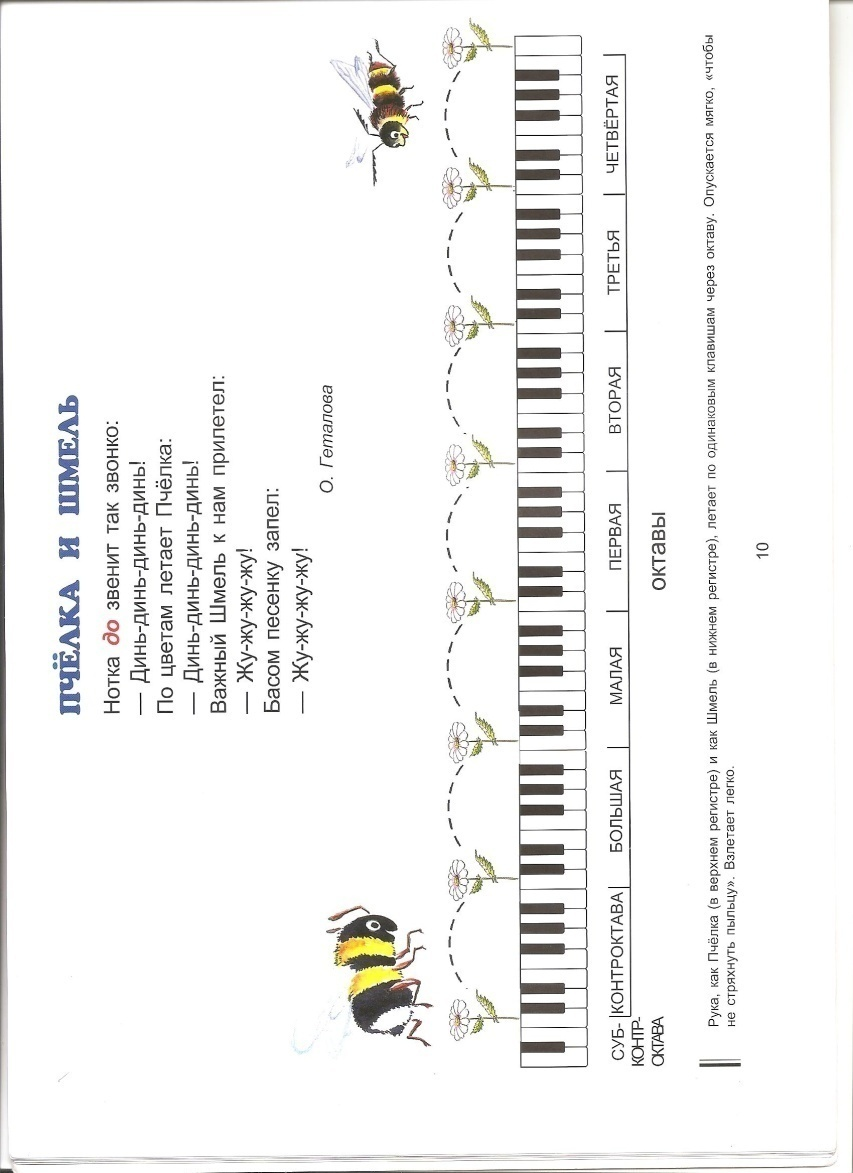 ПЧЁЛКА И ШМЕЛЬ
Нотка до звенит так звонко:
— Динь-динь-динь-динь!
По цветам летает Пчёлка:
— Динь-динь-динь-динь!
Важный Шмель к нам прилетел:
— Жу-жу-жу-жу!
Басом песенку запел:
— Жу-жу-жу-жу!
О. Геталова
СУБ-
КОНТР-
ОКТАВА
КОНТРОКТАВА
БОЛЬШАЯ
МАЛАЯ
ПЕРВАЯ
ВТОРАЯ
ТРЕТЬЯ
ЧЕТВЁРТАЯ
октавы
Рука, как Пчёлка (в верхнем регистре) и как Шмель (в нижнем регистре), летает по одинаковым клавишам через октаву. Опускается мягко, «чтобы
не стряхнуть пыльцу». Взлетает легко.
10